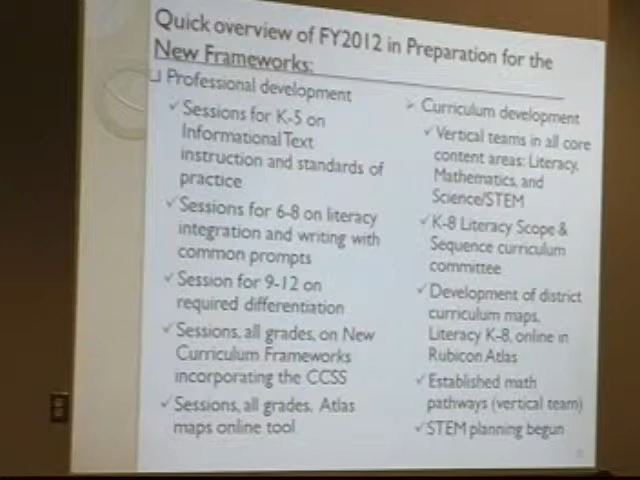 Quick overview of FY2012 in Preparation for the
New Frameworks:
Professional development
Sessions for K-5 on
Informational Text
instruction and standards of
practice
Sessions for 6-8 on literacy
integration and writing with
common prompts
Session for 9-12 on
required differentiation
Sessions, all grades, on New
Curriculum Frameworks
incorporating the CCSS
Sessions, all grades, Atlas
maps online tool
Curriculum development
Vertical teams in all core
content areas: Literacy,
Mathematics, and
Science/STEM
K-8 Literacy Scope &
Sequence curriculum
committee
Development of district
curriculum maps,
Literacy K-8, online in
Rubicon Atlas
Established math
pathways (vertical team)
STEM planning begun